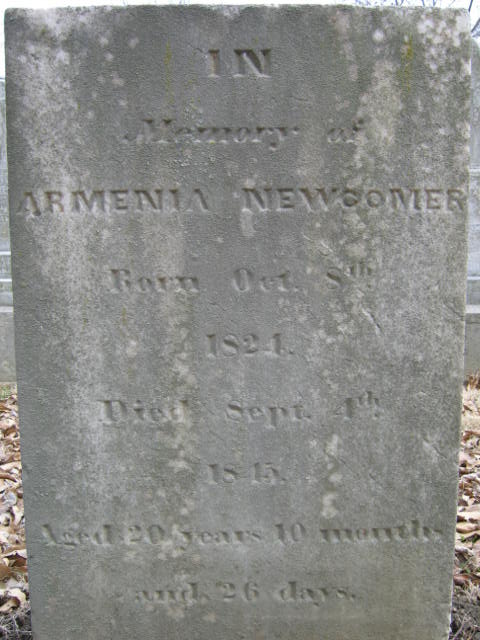 IN
Memory of
ARMENIA NEWCOMER
Born Oct. 8th
1824.
Died Sept. 4th
1845.
Aged 20 years 10 months
and 26 days.